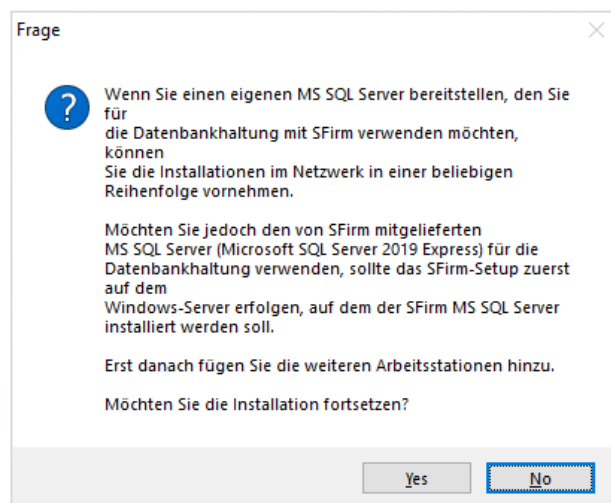 Frage
Wenn Sie einen eigenen MS SQL Server bereitstellen, den Sie
für
die Datenbankhaltung mit SFirm verwenden möchten,
können
Sie die Installationen im Netzwerk in einer beliebigen
Reihenfolge vornehmen.
Möchten Sie jedoch den von SFirm mitgelieferten
MS SQL Server (Microsoft SQL Server 2019 Express) für die
Datenbankhaltung verwenden, sollte das SFirm-Setup zuerst
auf dem
Windows-Server erfolgen, auf dem der SFirm MS SQL Server
installiert werden soll.
Erst danach fügen Sie die weiteren Arbeitsstationen hinzu.
Möchten Sie die Installation fortsetzen?
Yes No